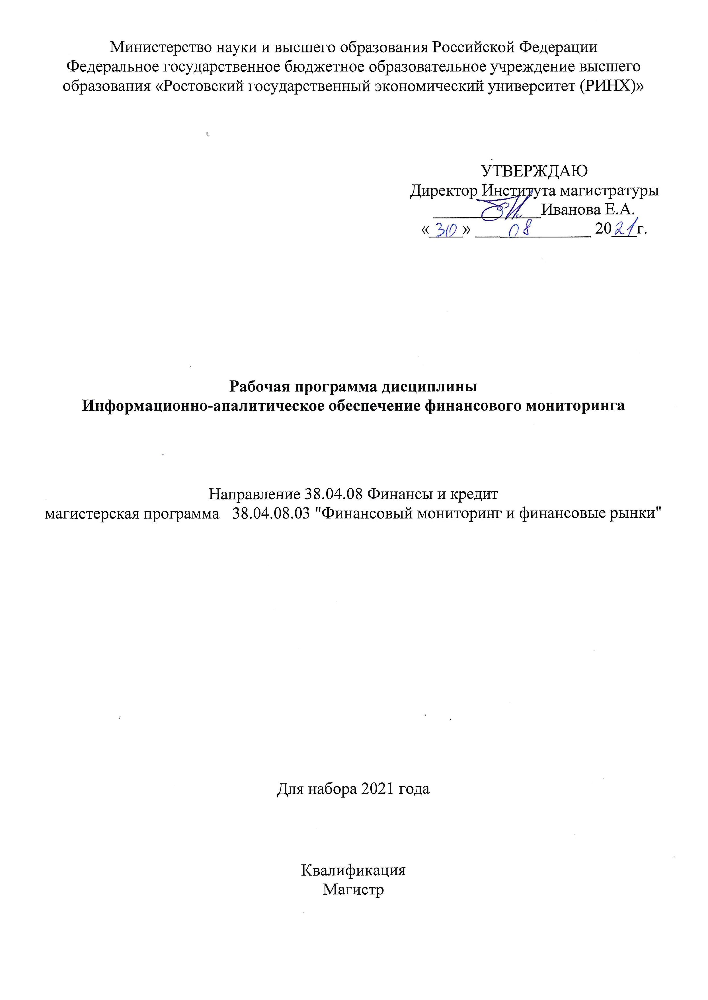 Министерство науки и высшего образования Российской Федерации
Федеральное государственное бюджетное образовательное учреждение высшего
образования «Ростовский государственный экономический университет (РИНХ)»
УТВЕРЖДАЮ
Директор Института магистратуры
Иванова Е.А.
«30» 08 2021г.
Рабочая программа дисциплины
Информационно-аналитическое обеспечение финансового мониторинга
Направление 38.04.08 Финансы и кредит
магистерская программа 38.04.08.03 "Финансовый мониторинг и финансовые рынки"
Для набора 2021 года
Квалификация
Магистр